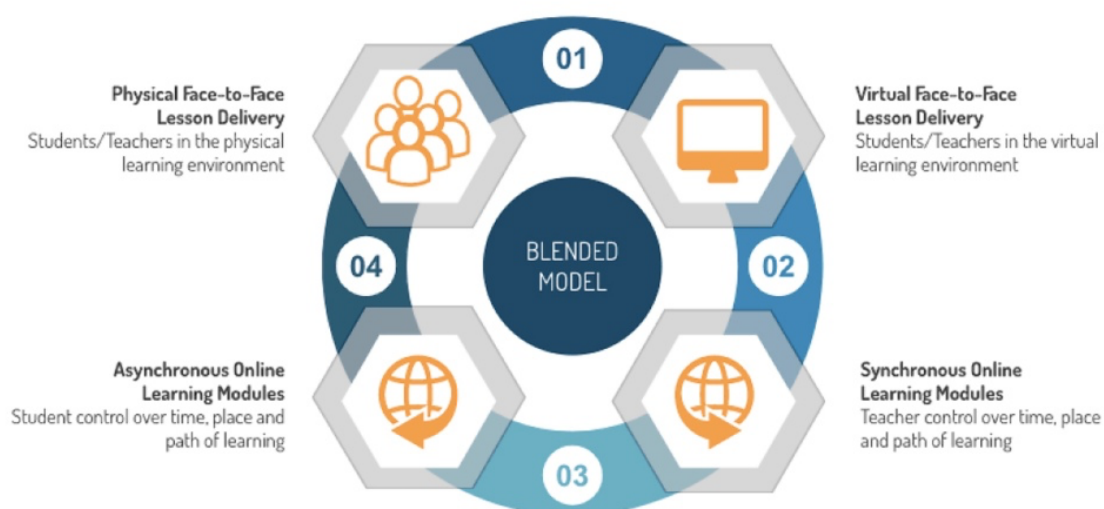 01
Physical Face-to-Face
Lesson Delivery
Students/Teachers in the physical
learning environment
Virtual Face-to-Face
Lesson Delivery
Students/Teachers in the virtual
learning environment
04
BLENDED
MODEL
02
Asynchronous Online
Learning Modules
Student control over time, place and
path of learning
Synchronous Online
Learning Modules
Teacher control over time, place
and path of learning
03